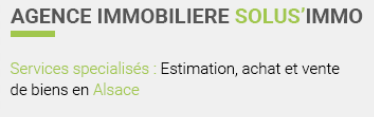 AGENCE IMMOBILIERE SOLUS'IMMO
Services specialisés : Estimation, achat et vente
de biens en Alsace